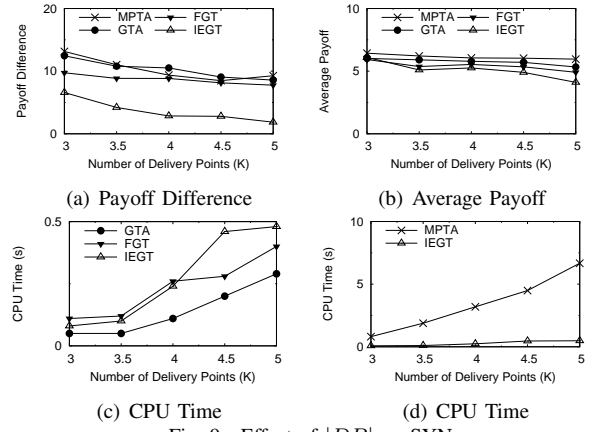 MPTA FGT
GTA IEGT
Payoff Difference
20
10
0
3 3.5 4 4.5 5
Number of Delivery Points (K)
(a) Payoff Difference
MPTA FGT
GTA IEGT
Average Payoff
10
5
0
3 3.5 4 4.5 5
Number of Delivery Points (K)
(b) Average Payoff
GTA
FGT
IEGT
CPU Time (s)
0.5
0
3 3.5 4 4.5 5
Number of Delivery Points (K)
(c) CPU Time
MPTA
IEGT
CPU Time (s)
10
5
0
3 3.5 4 4.5 5
Number of Delivery Points (K)
(d) CPU Time